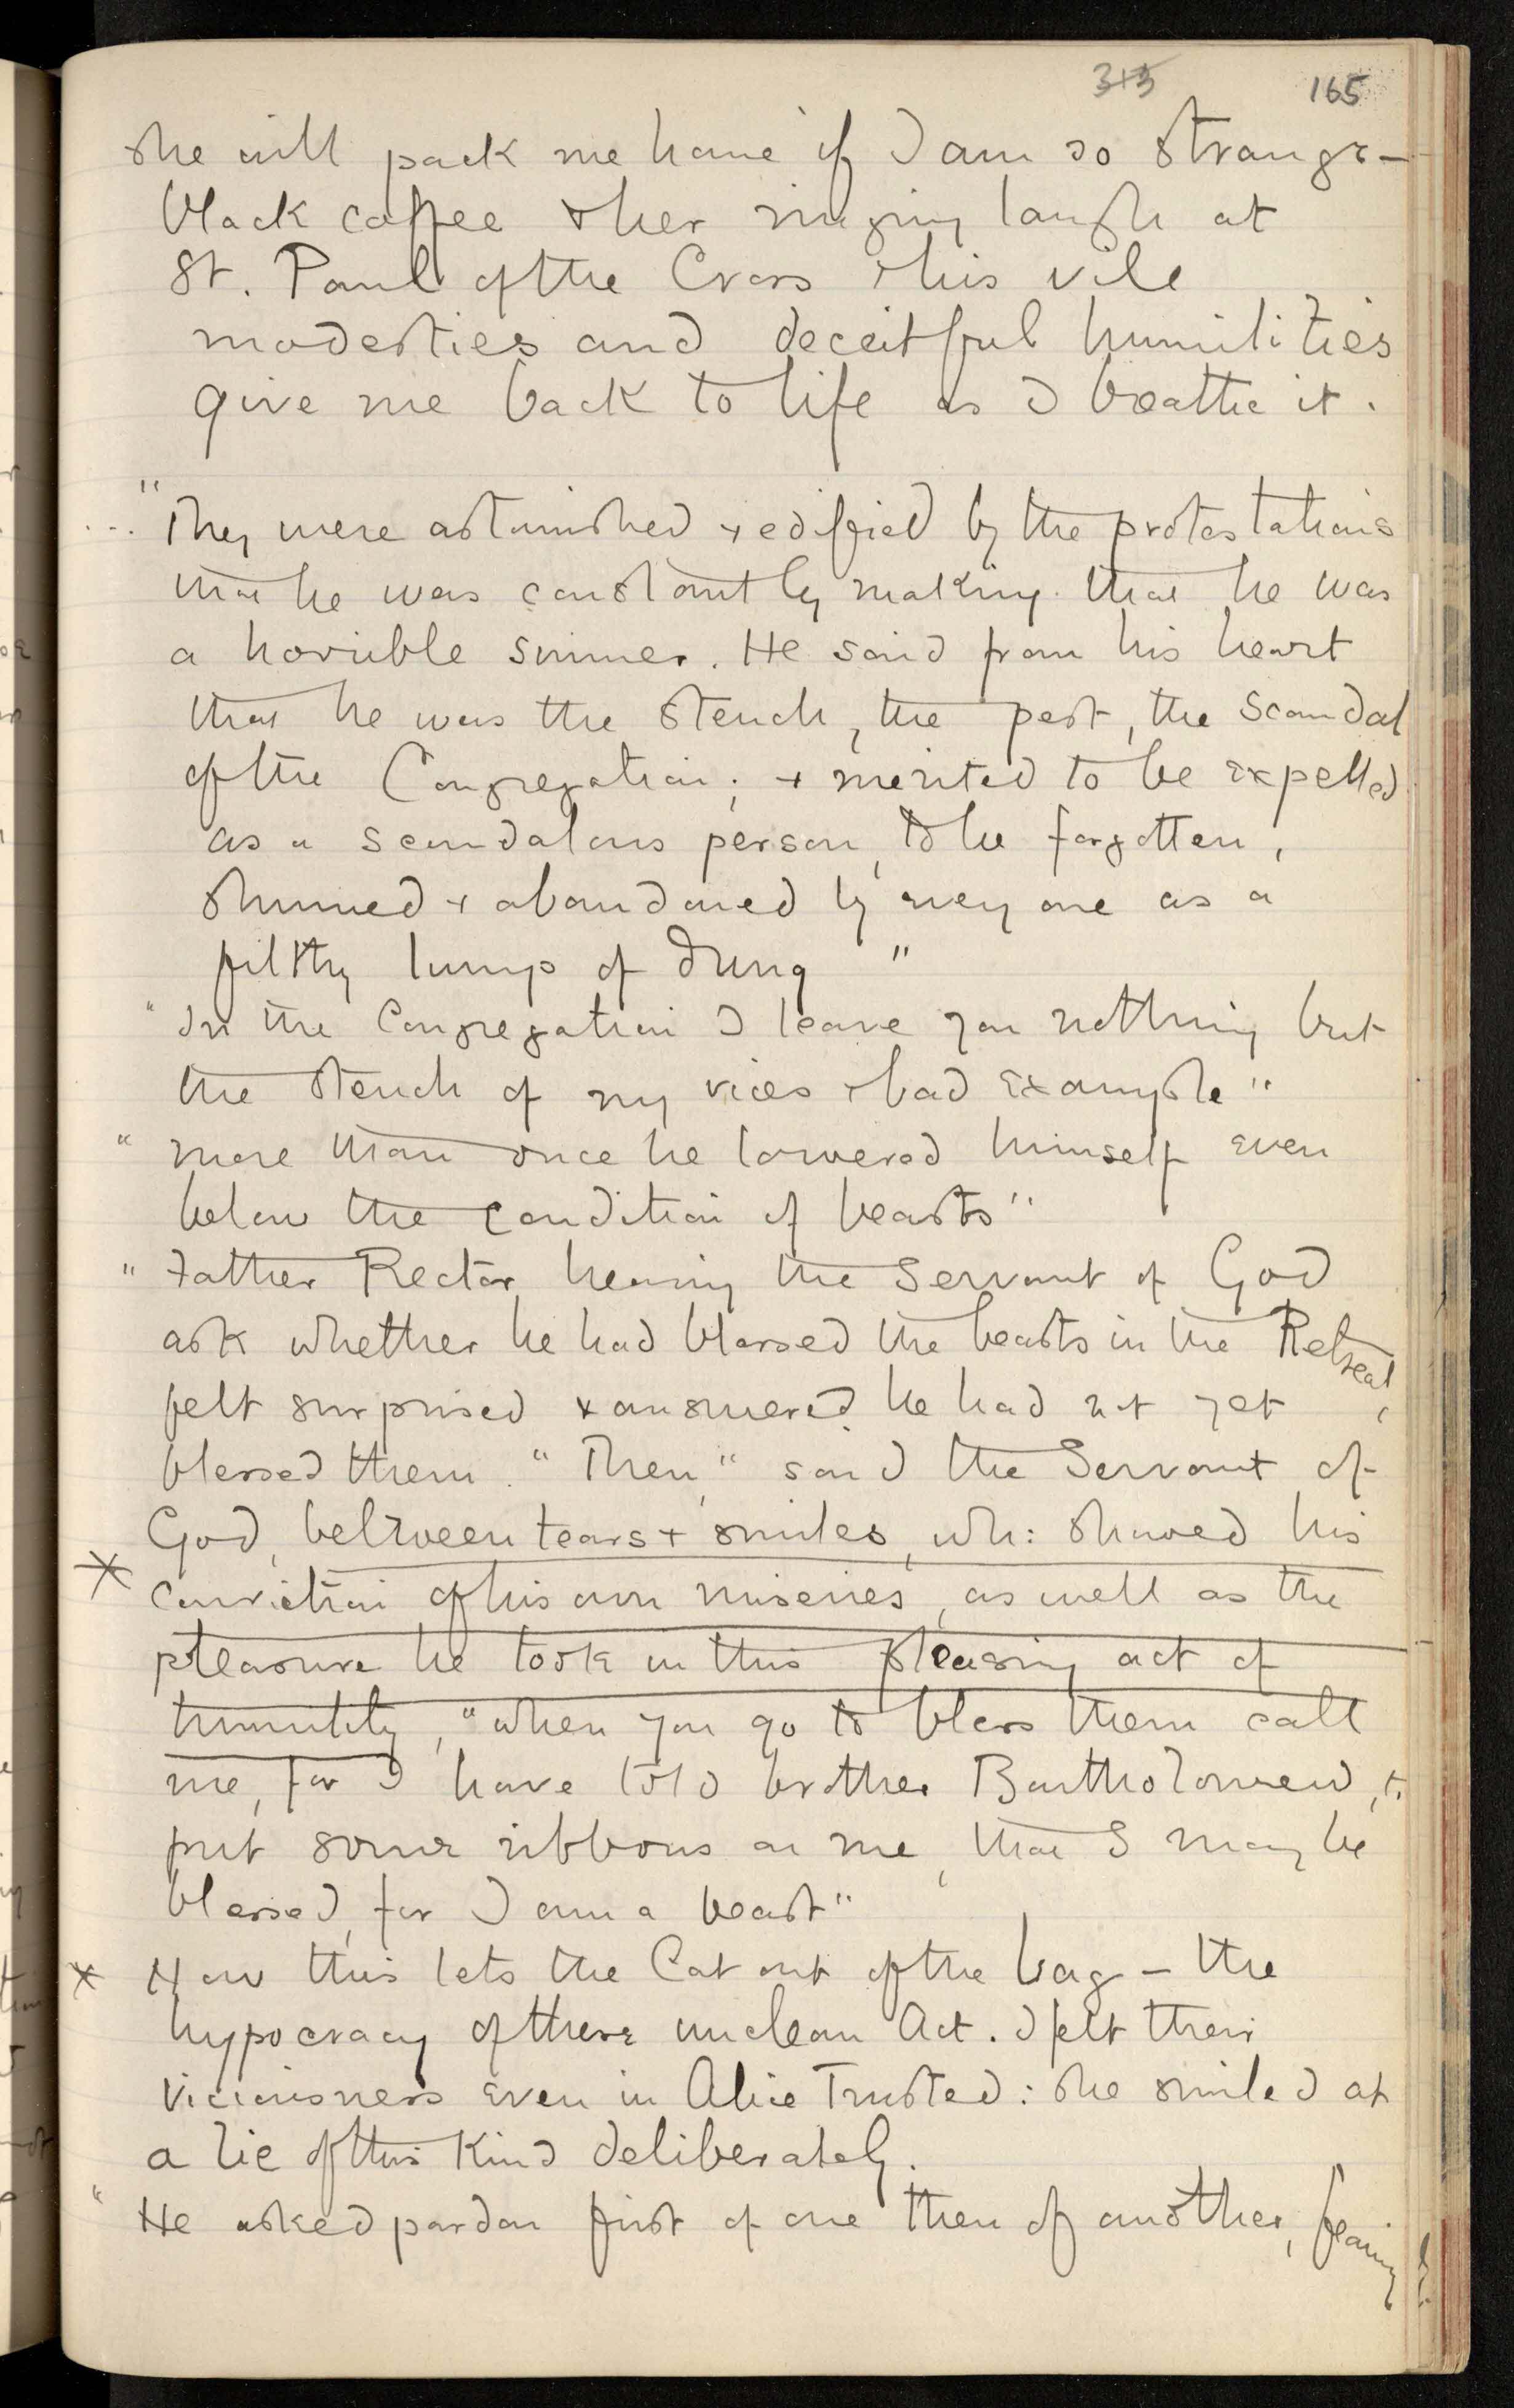 313 165
she will pack me home if I am so strange —
black coffee & her ringing laugh at
St. Paul of the Cross & his vile
modesties and deceitful humilities
give me back to life as I breathe it.
... "They were astonished & edified by the protestations
that he was constantly making that he was
a horrible sinner. He said from his heart
that he was the stench, the pest, the scandal
of the Congregation; & merited to be expelled
as a scandalous person, to be forgotten,
shunned & abandoned by every one as a
filthy lump of dung"
"In the Congregation I leave you nothing but
the stench of my vices & bad example"
"more than once he lowered himself even
below the condition of beasts"
"Father Rector, hearing the Servant of God
ask whether he had blessed the beasts in the Retreat,
felt surprised & answered he had not yet
blessed them. "Then," said the Servant of
God, between tears & smiles, wh: showed his
* conviction of his own miseries, as well as the
pleasure he took in this pleasing act of
humility, "when you go to bless them call
me, for I have told brother Bartholomew, to
put some ribbons on me, that I may be
blessed, for I am a beast"
* How this lets the Cat out of the bag — the
hypocracy of these unclean Act. I felt their
viciousness even in Alice Trusted: she smiled at
a lie of this kind deliberately.
"He asked pardon first of one then of another, fearing